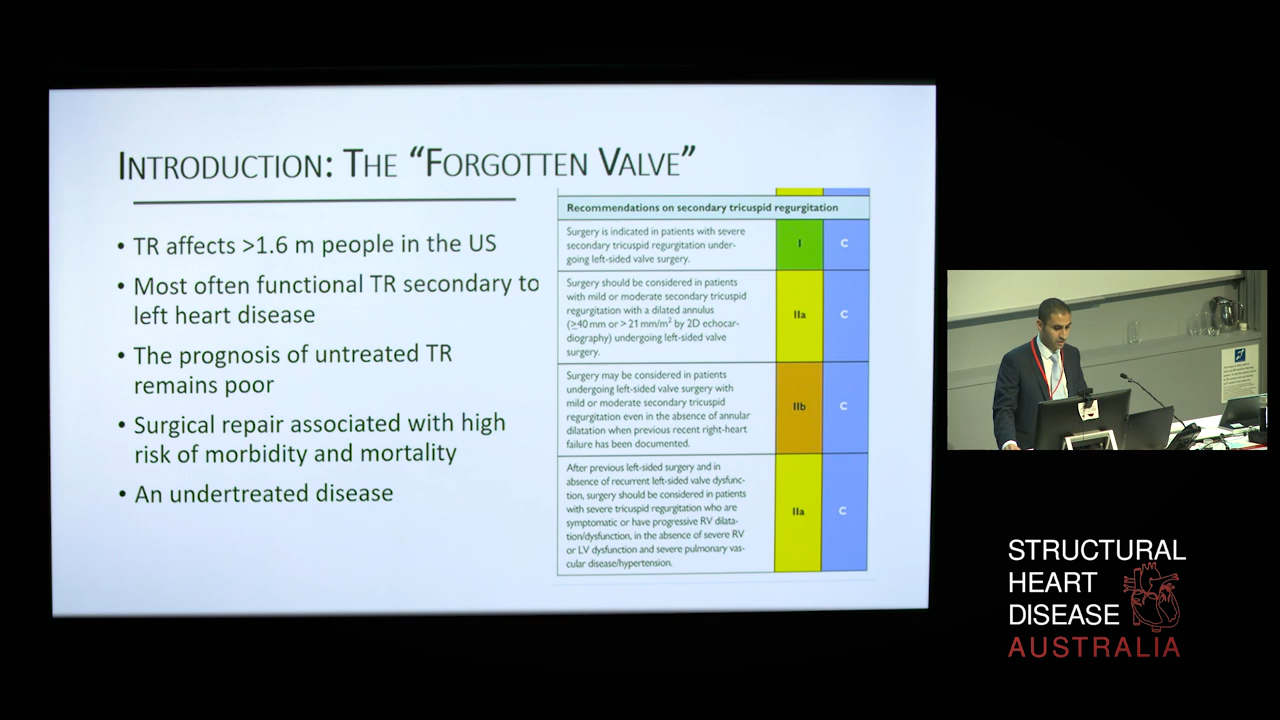 INTRODUCTION: THE “FORGOTTEN VALVE”
• TR affects >1.6 m people in the US
• Most often functional TR secondary to
left heart disease
• The prognosis of untreated TR
remains poor
• Surgical repair associated with high
risk of morbidity and mortality
• An undertreated disease
Recommendations on secondary tricuspid regurgitation
Surgery is indicated in patients with severe
secondary tricuspid regurgitation under-
going left-sided valve surgery.
I
C
Surgery should be considered in patients
with mild or moderate secondary tricuspid
regurgitation with a dilated annulus
(≥40 mm or > 21 mm/m² by 2D echocar-
diography) undergoing left-sided valve
surgery.
IIa
C
Surgery may be considered in patients
undergoing left-sided valve surgery with
mild or moderate secondary tricuspid
regurgitation even in the absence of annular
dilatation when previous recent right-heart
failure has been documented.
IIb
C
After previous left-sided surgery and in
absence of recurrent left-sided valve dysfunc-
tion, surgery should be considered in patients
with severe tricuspid regurgitation who are
symptomatic or have progressive RV dilata-
tion/dysfunction, in the absence of severe RV
or LV dysfunction and severe pulmonary vas-
cular disease/hypertension.
IIa
C
STRUCTURAL
HEART
DISEASE
AUSTRALIA